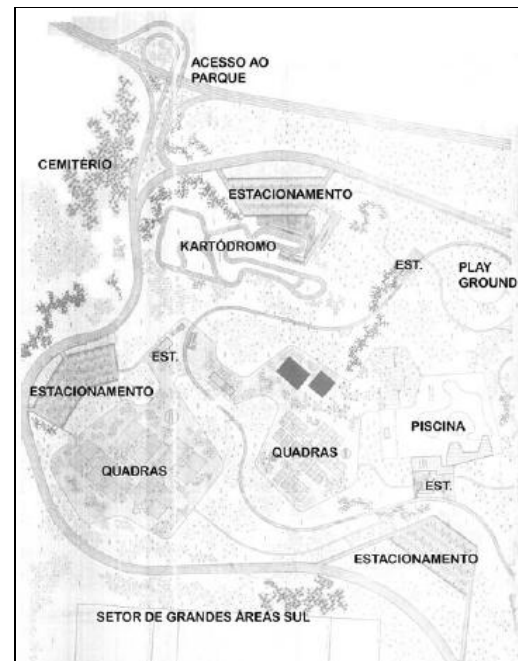 ACESSO AO
PARQUE
CEMITÉRIO
ESTACIONAMENTO
KARTÓDROMO
EST.
PLAY
GROUND
EST.
ESTACIONAMENTO
PISCINA
QUADRAS
QUADRAS
EST.
ESTACIONAMENTO
SETOR DE GRANDES ÁREAS SUL